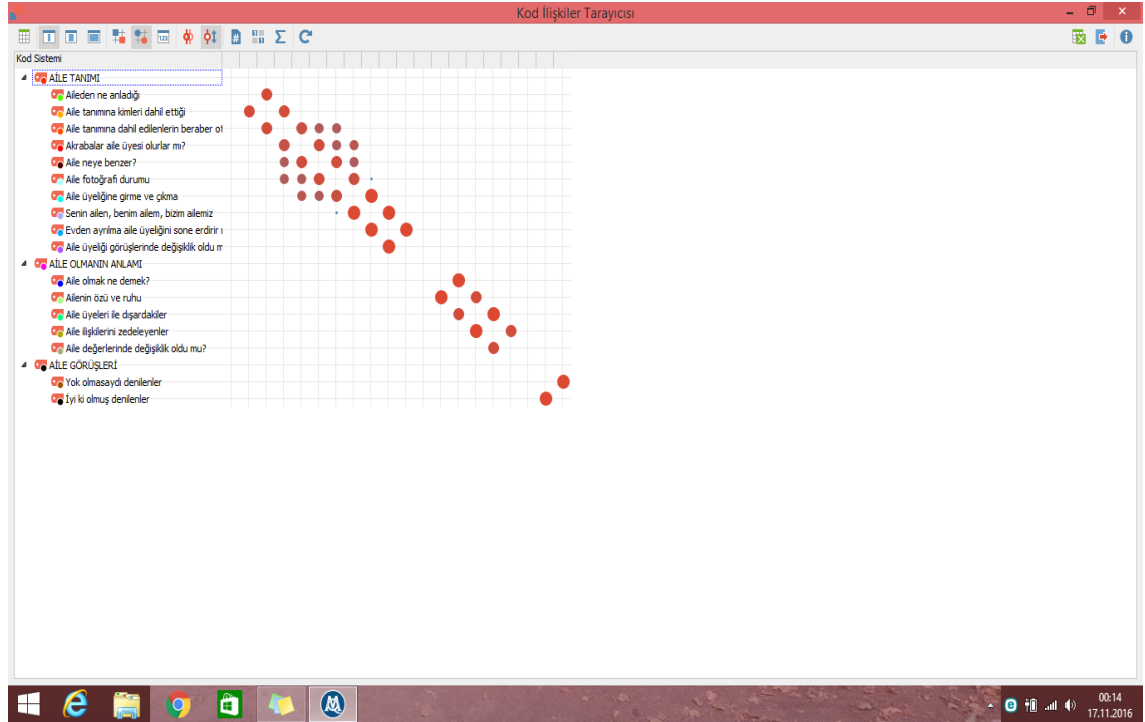 Kod İlişkiler Tarayıcısı
Kod Sistemi
AİLE TANIMI
Aileden ne anladığı
Aile tanımına kimleri dahil ettiği
Aile tanımına dahil edilenlerin beraber ot
Akrabalar aile üyesi olurlar mı?
Aile neye benzer?
Aile fotoğrafı durumu
Aile üyeliğine girme ve çıkma
Senin ailen, benim ailem, bizim ailemiz
Evden ayrılma aile üyeliğini sone erdirir
Aile üyeliği görüşlerinde değişiklik oldu m
AİLE OLMANIN ANLAMI
Aile olmak ne demek?
Ailenin özü ve ruhu
Aile üyeleri ile dışardakiler
Aile ilişkilerini zedeleyenler
Aile değerlerinde değişiklik oldu mu?
AİLE GÖRÜŞLERİ
Yok olmasaydı denilenler
İyi ki olmuş denilenler
00:14
17.11.2016